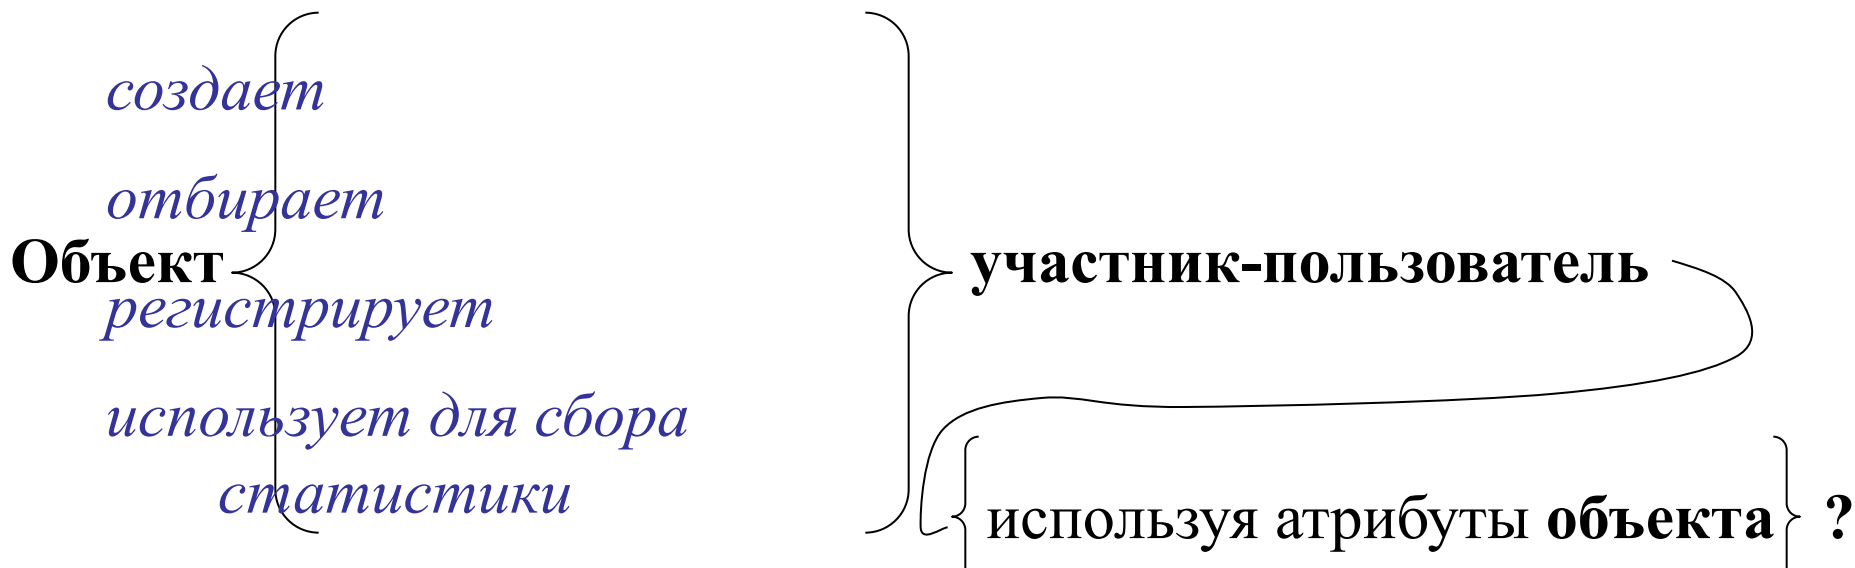 создает
отбирает
Объект участник-пользователь
регистрирует
использует для сбора
статистики
используя атрибуты объекта ?